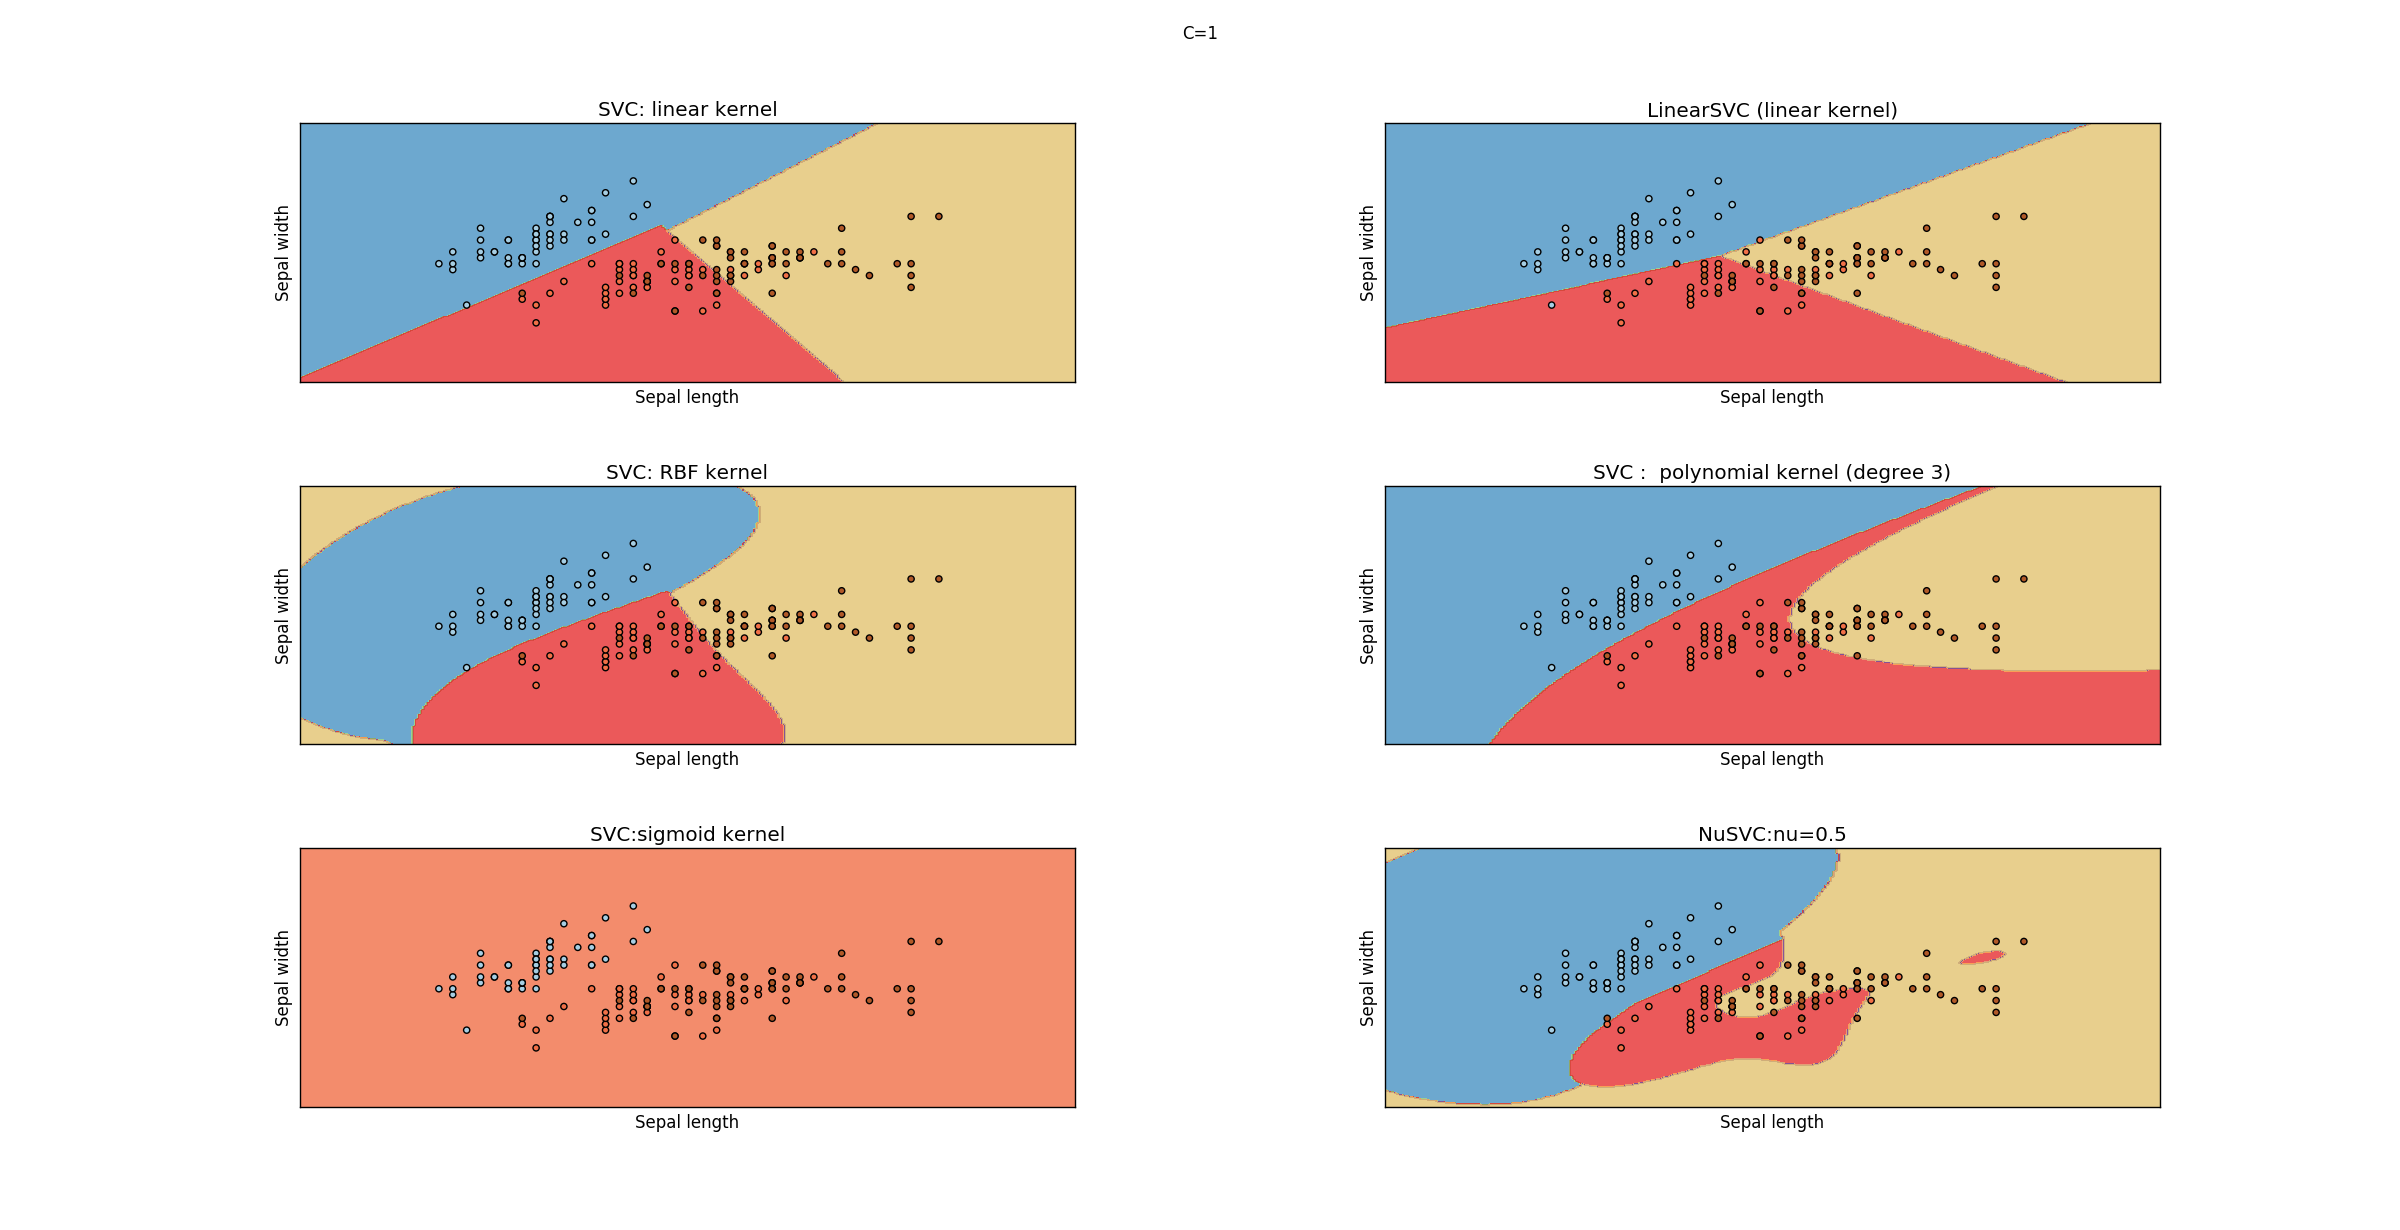 C=1
SVC: linear kernel
Sepal width
Sepal length
LinearSVC (linear kernel)
Sepal width
Sepal length
SVC: RBF kernel
Sepal width
Sepal length
SVC :  polynomial kernel (degree 3)
Sepal width
Sepal length
SVC:sigmoid kernel
Sepal width
Sepal length
NuSVC:nu=0.5
Sepal width
Sepal length